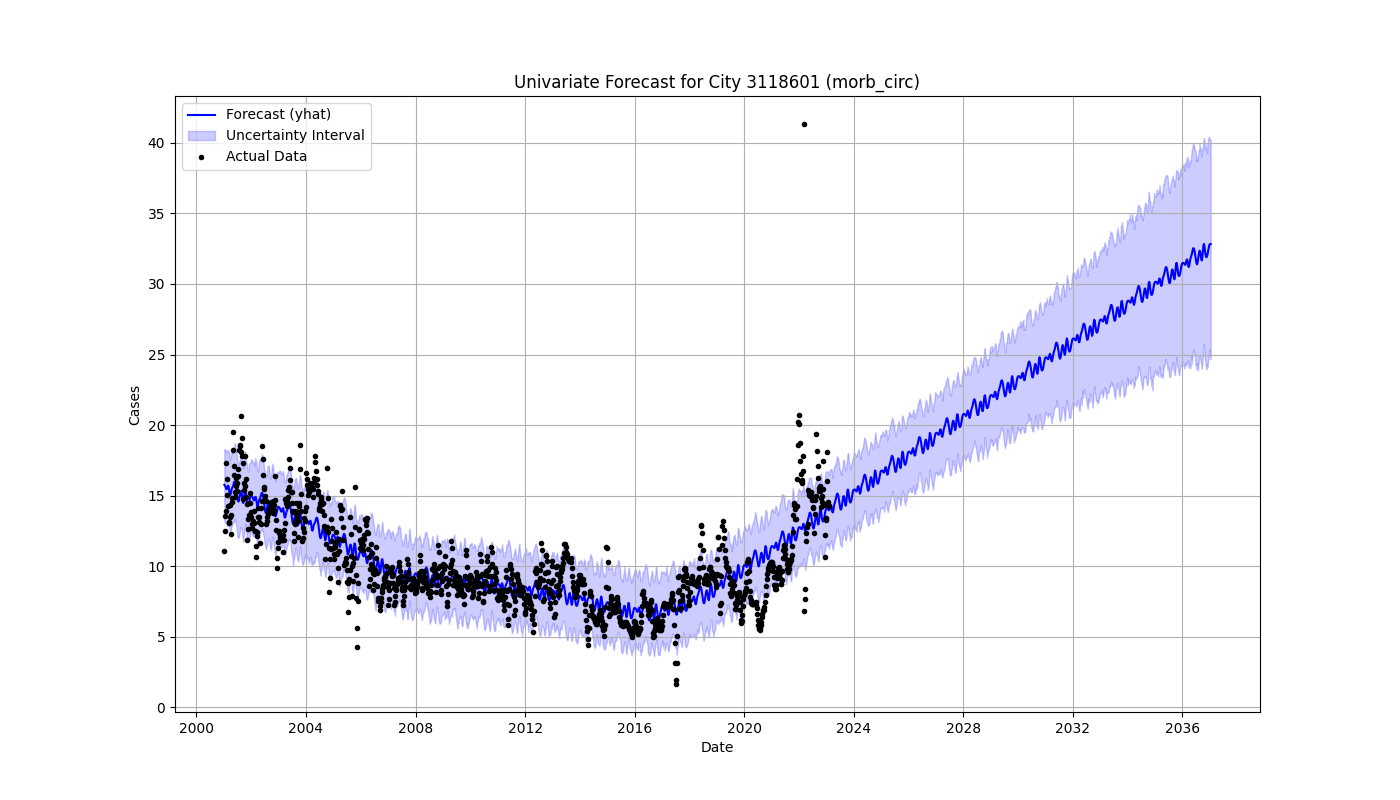 Univariate Forecast for City 3118601 (morb_circ)
Forecast (yhat)
Uncertainty Interval
Actual Data
Cases
40
35
30
25
20
15
10
5
0
2000 2004 2008 2012 2016 2020 2024 2028 2032 2036
Date